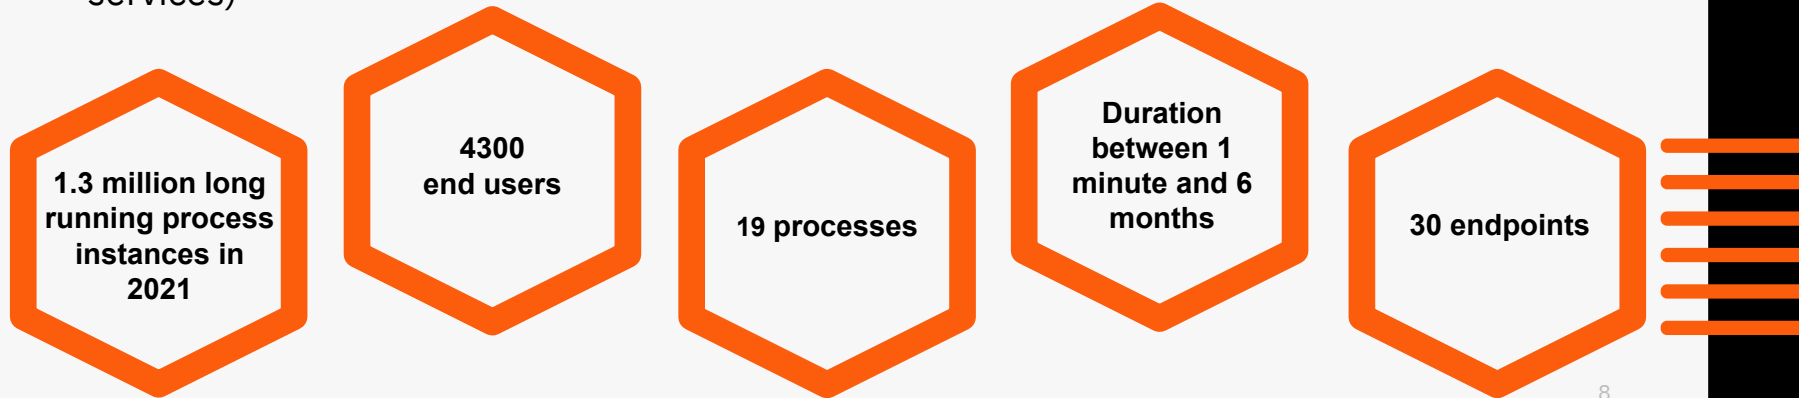 services)
1.3 million long
running process
instances in
2021
4300
end users
19 processes
Duration
between 1
minute and 6
months
30 endpoints
8